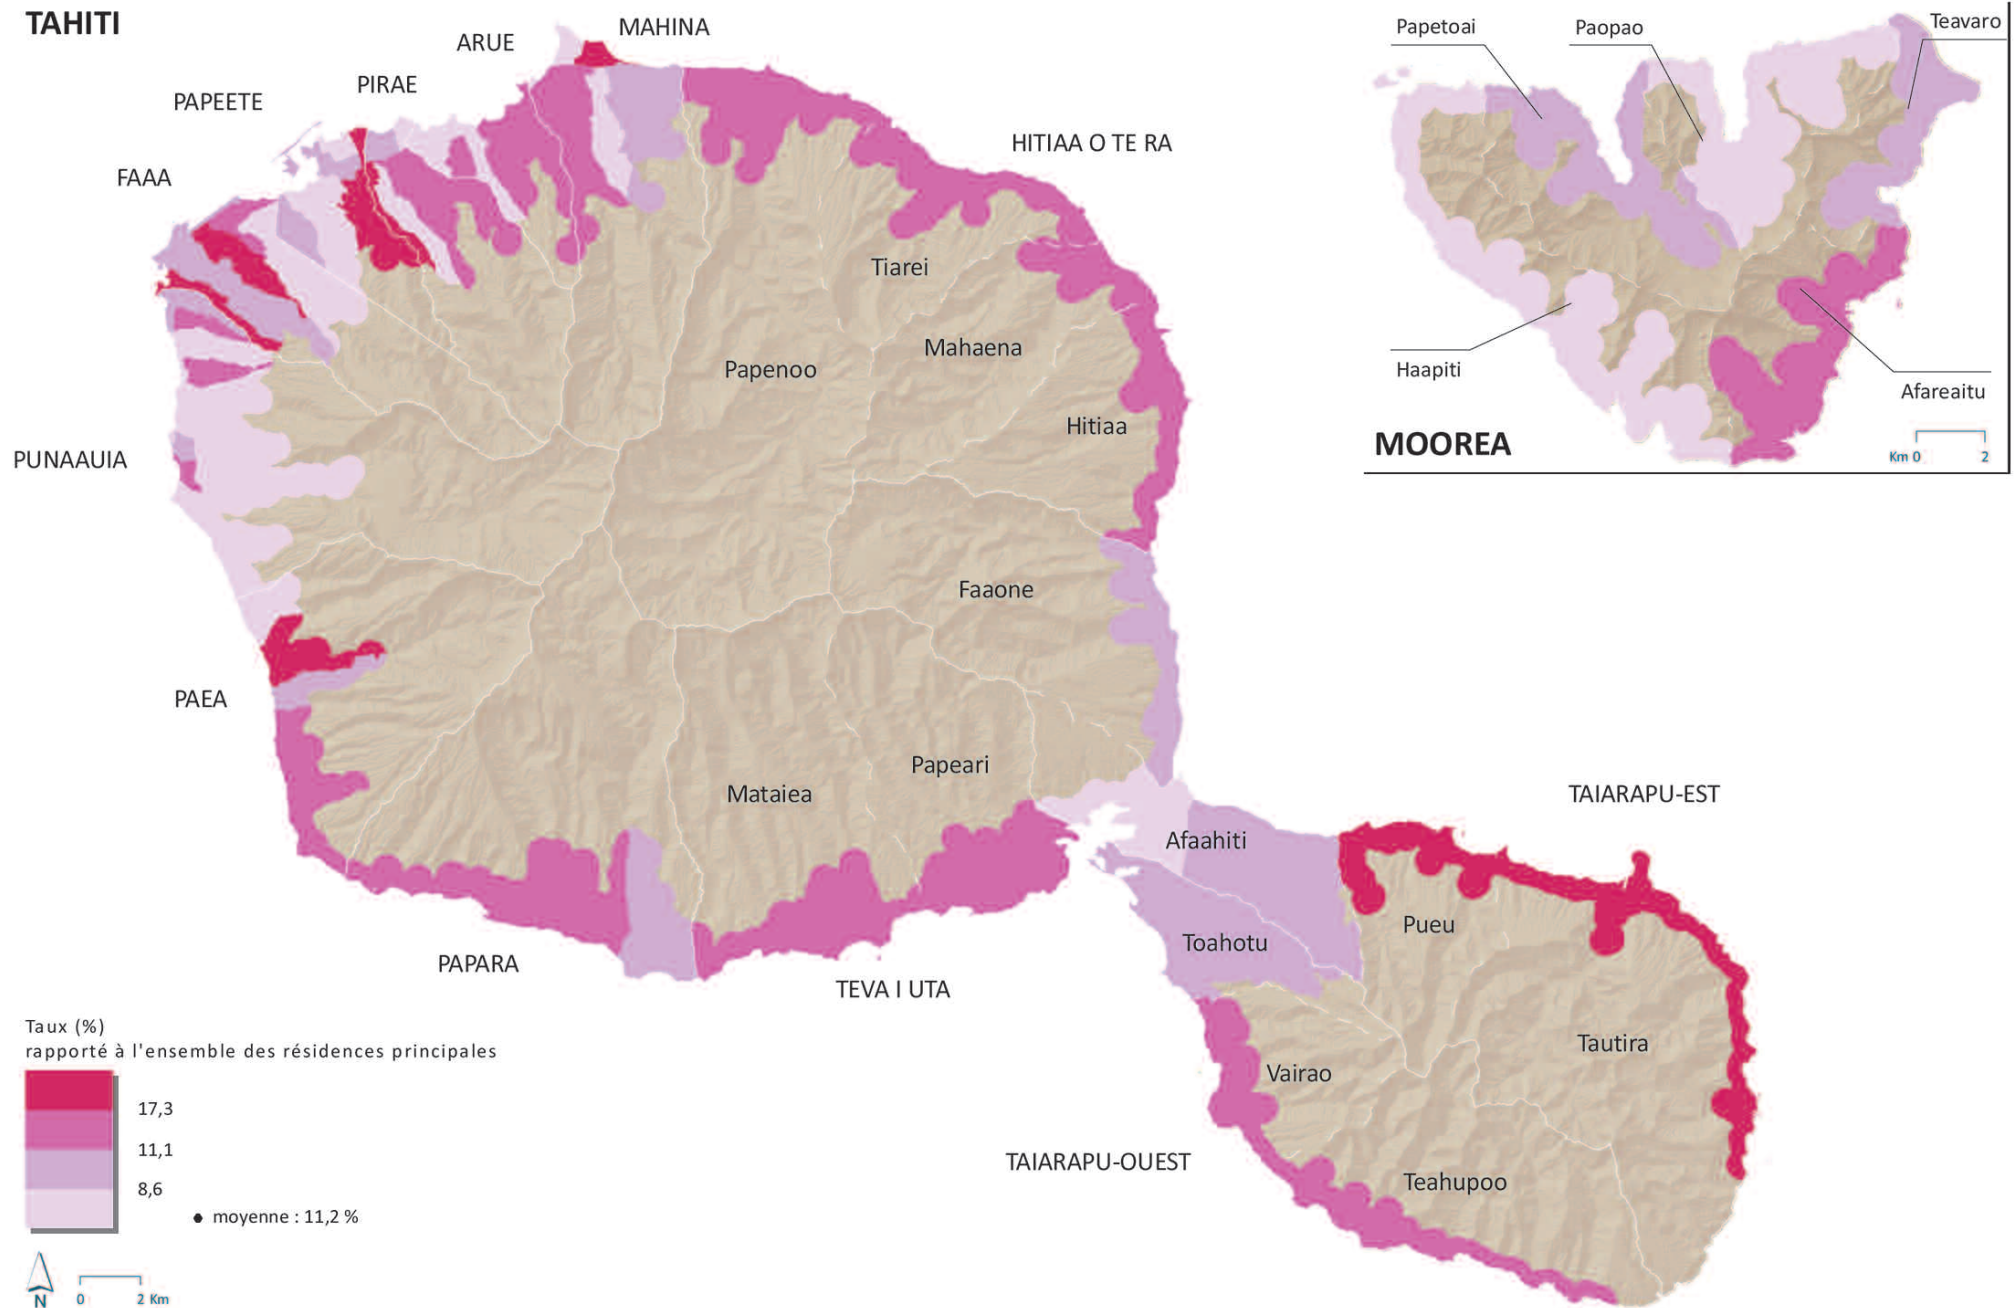 TAHITI
MAHINA
ARUE
PIRAE
PAPEETE
FAAA
HITIAA O TE RA
Tiarei
Mahaena
Papenoo
Hitiaa
PUNAAUIA
Faaone
PAEA
Papeari
Mataiea
PAPARA
TEVA I UTA
TAIARAPU-EST
Afaahiti
Toahotu
Pueu
Tautira
Vairao
TAIARAPU-OUEST
Teahupoo
Papetoai
Paopao
Teavaro
Haapiti
Afareaitu
MOOREA
Km 0 2
Taux (%)
rapporté à l'ensemble des résidences principales
17,3
11,1
8,6
moyenne : 11,2 %
N
0 2 Km